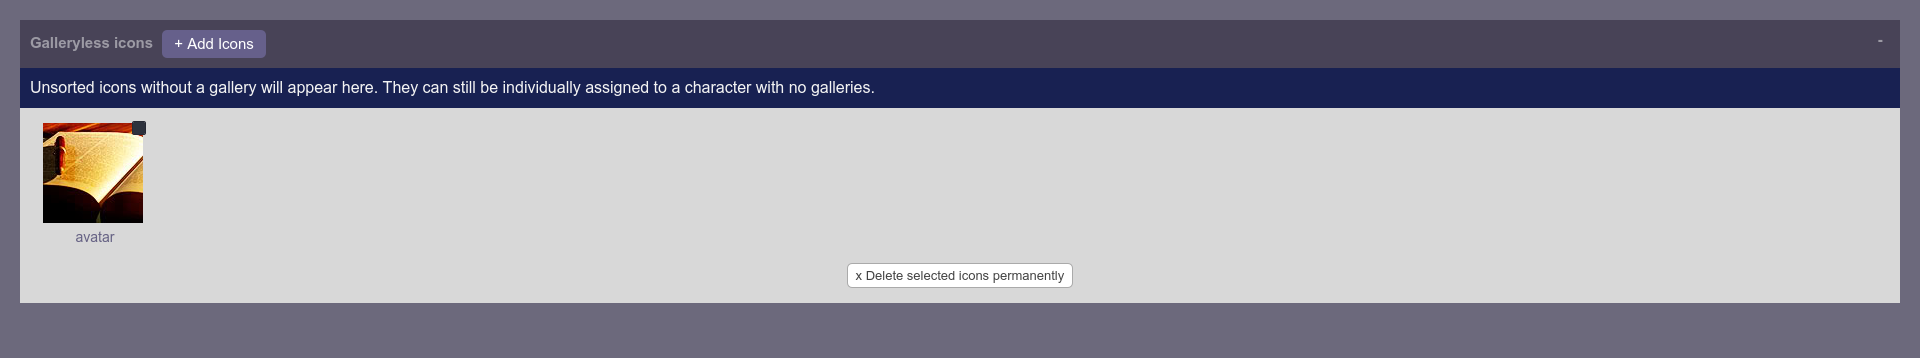 Galleryless icons + Add Icons -
Unsorted icons without a gallery will appear here. They can still be individually assigned to a character with no galleries.
avatar
x Delete selected icons permanently